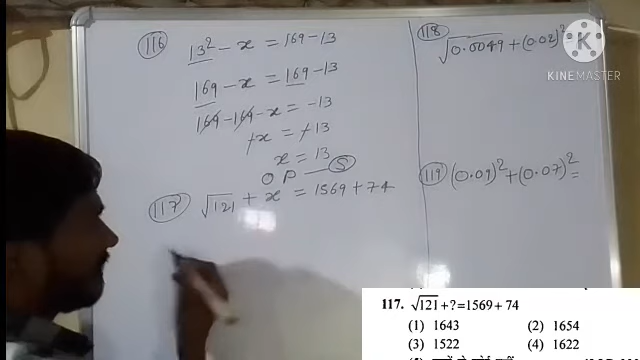 (116) 13² - x = 169 - 13
169 - x = 169 - 13
169 - 169 - x = -13
+x = +13
x = 13
OP — (5)
(117) √121 + x = 1569 + 74
(118) √0.0049 + (0.02)²
(119) (0.09)² + (0.07)² =
K
KINEMASTER
117. √121 + ? = 1569 + 74
(1) 1643 (2) 1654
(3) 1522 (4) 1622